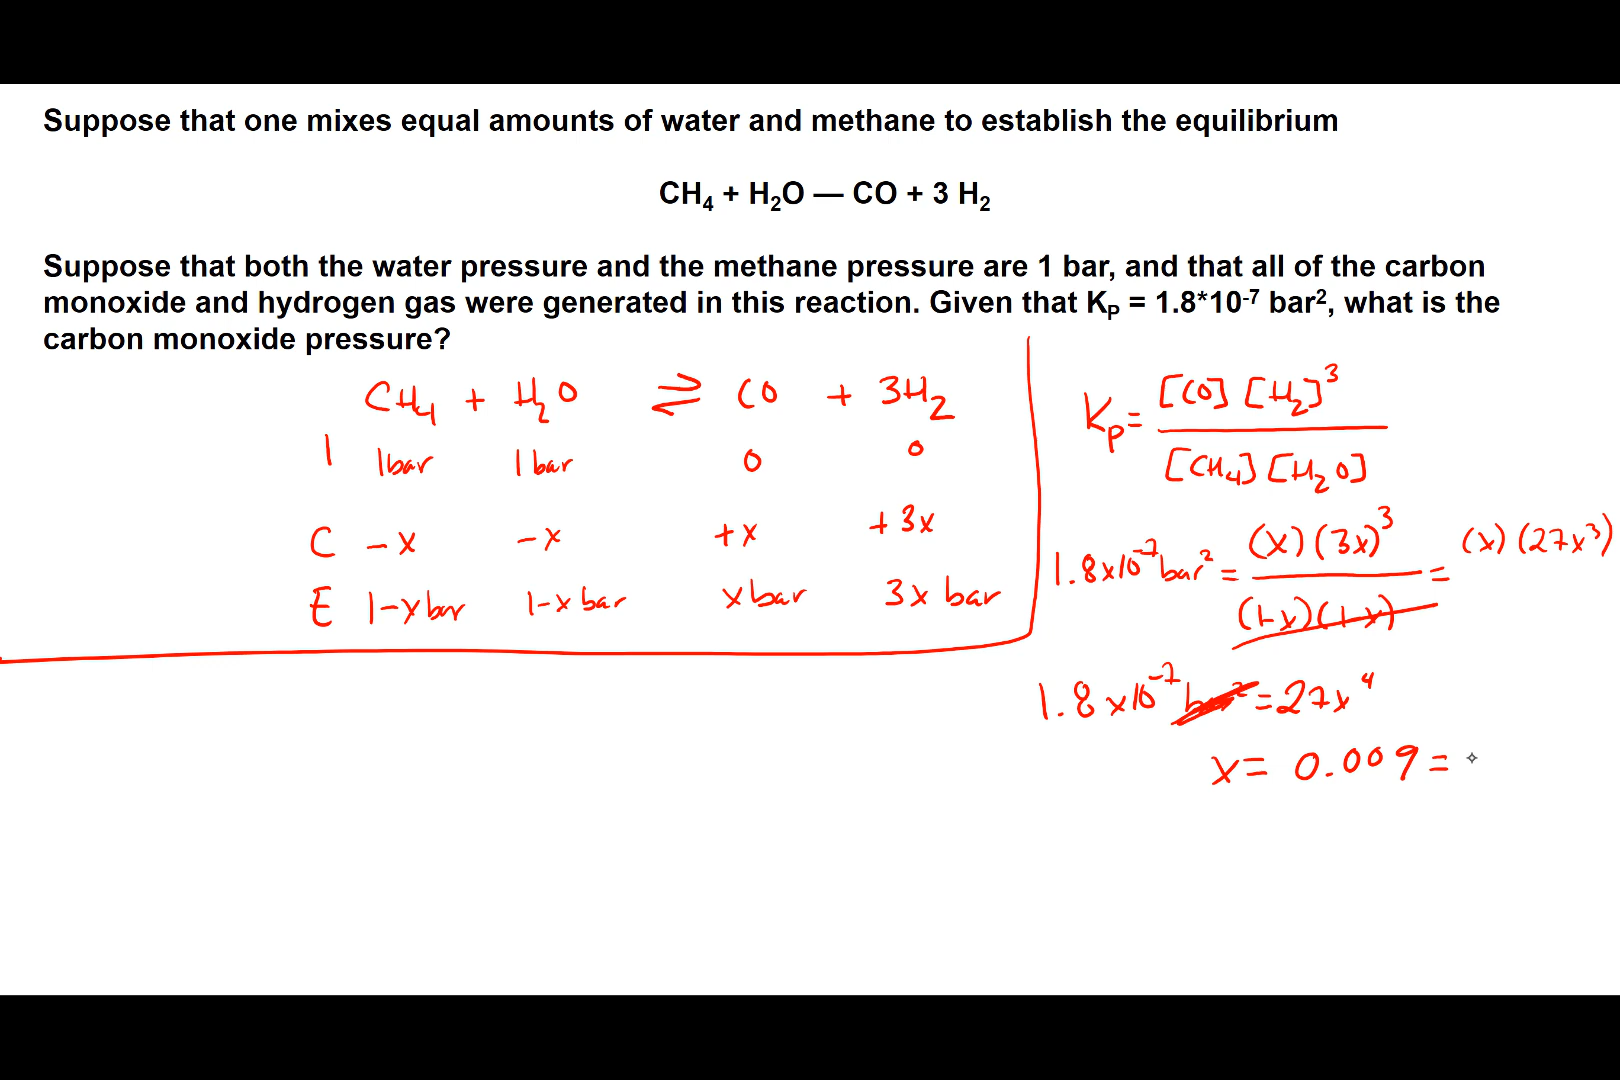 Suppose that one mixes equal amounts of water and methane to establish the equilibrium
CH₄ + H₂O — CO + 3 H₂
Suppose that both the water pressure and the methane pressure are 1 bar, and that all of the carbon
monoxide and hydrogen gas were generated in this reaction. Given that K_P = 1.8*10⁻⁷ bar², what is the
carbon monoxide pressure?
CH₄ + H₂O ⇌ CO + 3H₂
I 1 bar 1 bar 0 0
C -x -x +x +3x
E 1-x bar 1-x bar x bar 3x bar
Kp = [CO] [H₂]³
[CH₄] [H₂O]
1.8x10⁻⁷ bar² = (x)(3x)³ = (x)(27x³)
(1-x)(1-x)
1.8x10⁻⁷ bar² = 27x⁴
x = 0.009 =